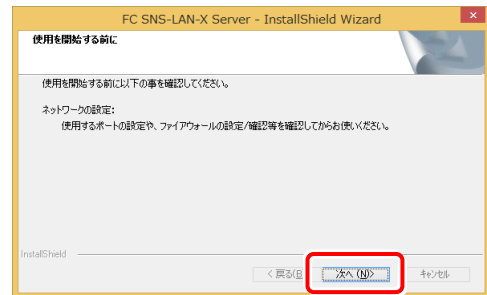 FC SNS-LAN-X Server - InstallShield Wizard
使用を開始する前に
使用を開始する前に以下の事を確認してください。
ネットワークの設定:
使用するポートの設定や、ファイアウォールの設定/確認等を確認してからお使いください。
InstallShield
< 戻る(B
次へ (N)>
キャンセル